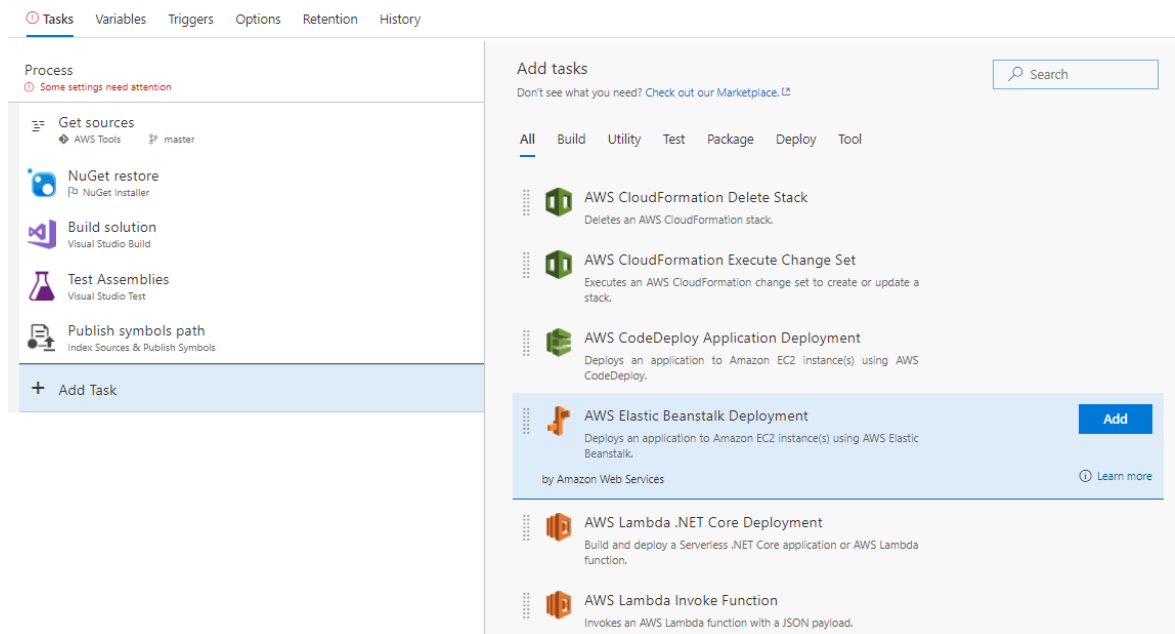 Tasks Variables Triggers Options Retention History
Process
Some settings need attention
Get sources
AWS Tools master
NuGet restore
NuGet Installer
Build solution
Visual Studio Build
Test Assemblies
Visual Studio Test
Publish symbols path
Index Sources & Publish Symbols
+ Add Task
Add tasks
Search
Don't see what you need? Check out our Marketplace.
All Build Utility Test Package Deploy Tool
AWS CloudFormation Delete Stack
Deletes an AWS CloudFormation stack.
AWS CloudFormation Execute Change Set
Executes an AWS CloudFormation change set to create or update a
stack.
AWS CodeDeploy Application Deployment
Deploys an application to Amazon EC2 instance(s) using AWS
CodeDeploy.
AWS Elastic Beanstalk Deployment
Add
Deploys an application to Amazon EC2 instance(s) using AWS Elastic
Beanstalk.
by Amazon Web Services
Learn more
AWS Lambda .NET Core Deployment
Build and deploy a Serverless .NET Core application or AWS Lambda
function.
AWS Lambda Invoke Function
Invokes an AWS Lambda function with a JSON payload.